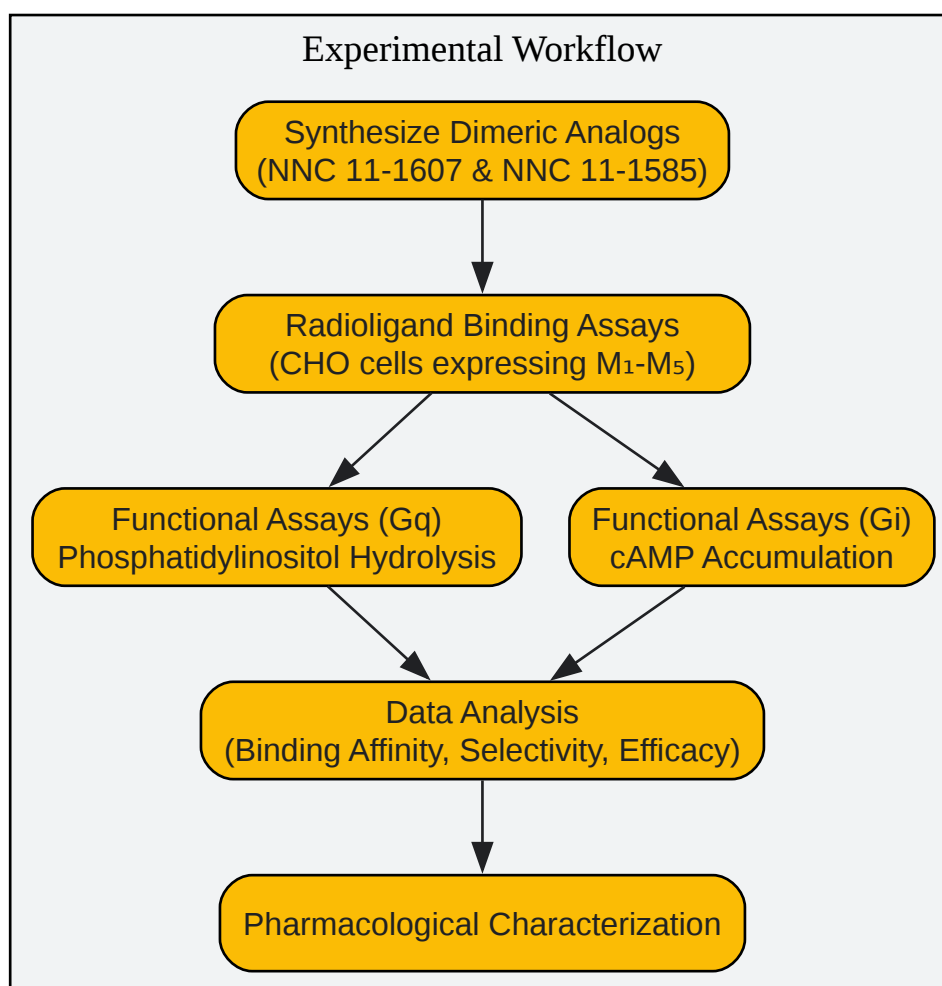 Experimental Workflow
Synthesize Dimeric Analogs
(NNC 11-1607 & NNC 11-1585)
Radioligand Binding Assays
(CHO cells expressing M₁-M₅)
Functional Assays (Gq)
Phosphatidylinositol Hydrolysis
Functional Assays (Gi)
cAMP Accumulation
Data Analysis
(Binding Affinity, Selectivity, Efficacy)
Pharmacological Characterization